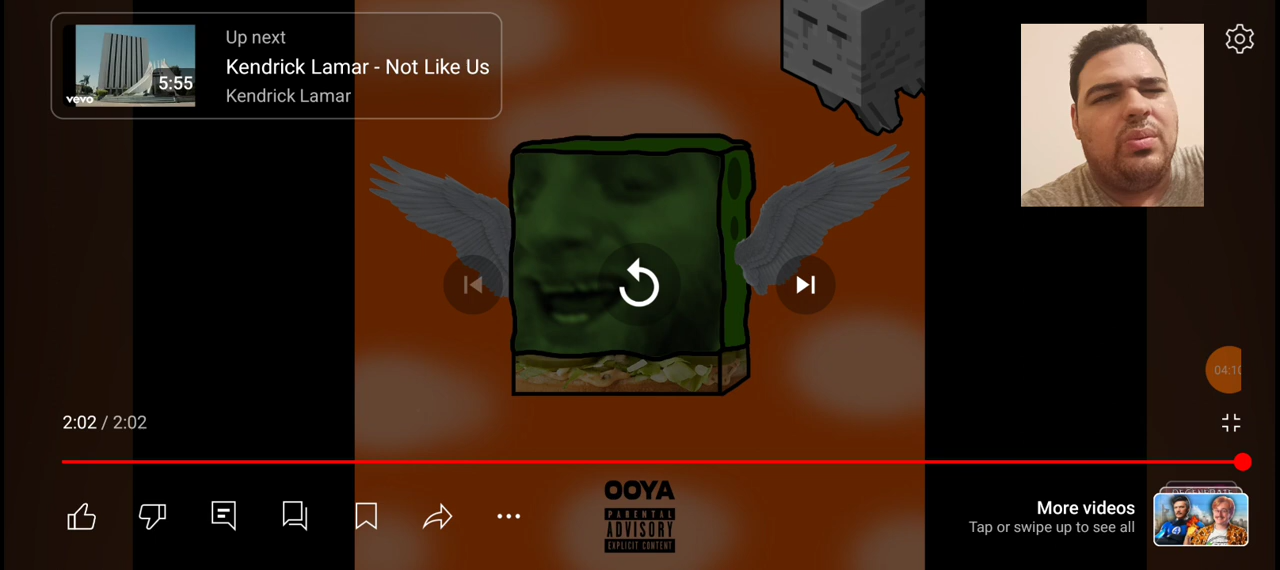 Up next
Kendrick Lamar - Not Like Us
Kendrick Lamar
5:55
vevo
2:02 / 2:02
OOYA
PARENTAL
ADVISORY
EXPLICIT CONTENT
More videos
Tap or swipe up to see all